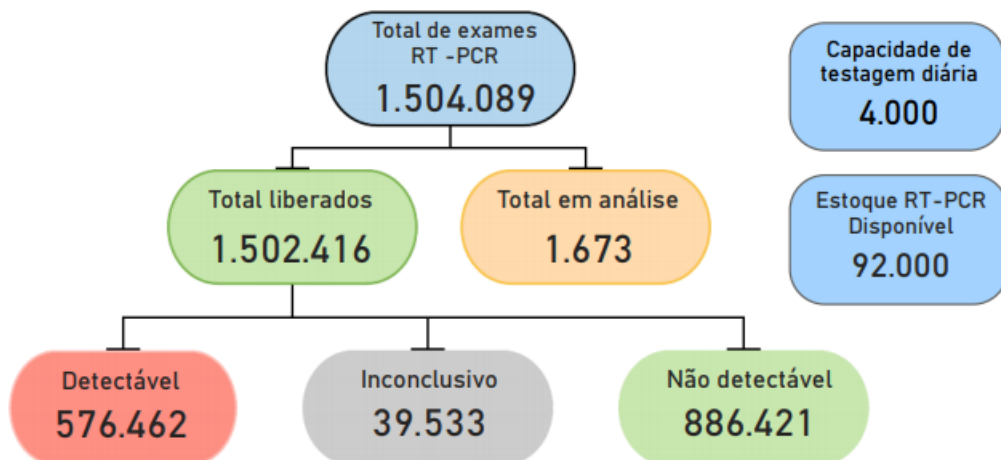 Total de exames
RT -PCR
1.504.089
Capacidade de
testagem diária
4.000
Total liberados
1.502.416
Total em análise
1.673
Estoque RT-PCR
Disponível
92.000
Detectável
576.462
Inconclusivo
39.533
Não detectável
886.421